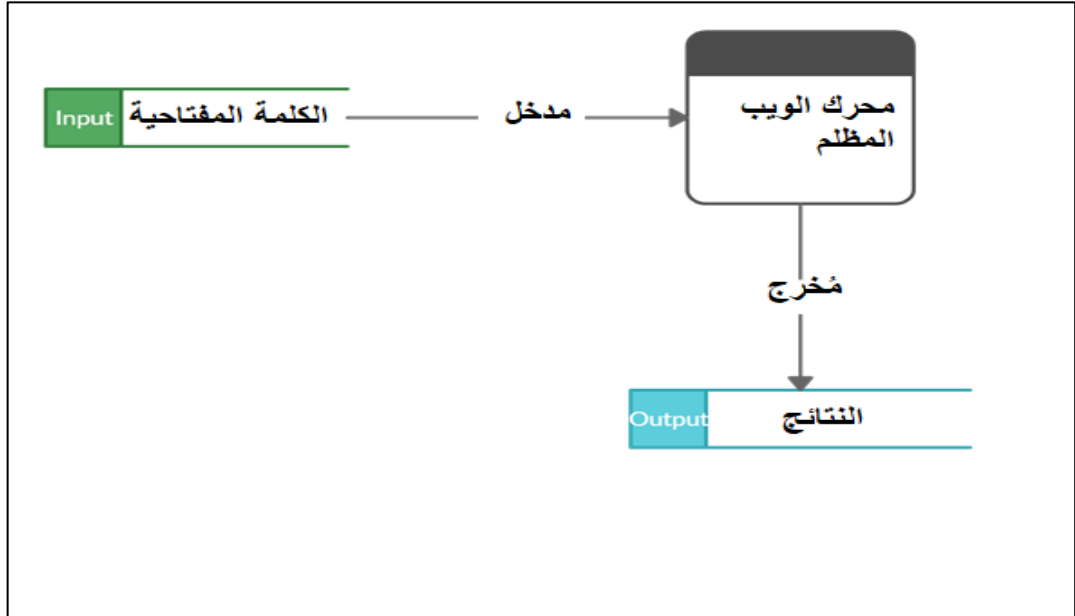 Input
الكلمة المفتاحية
مدخل
محرك الويب
المظلم
مُخرج
Output
النتائج